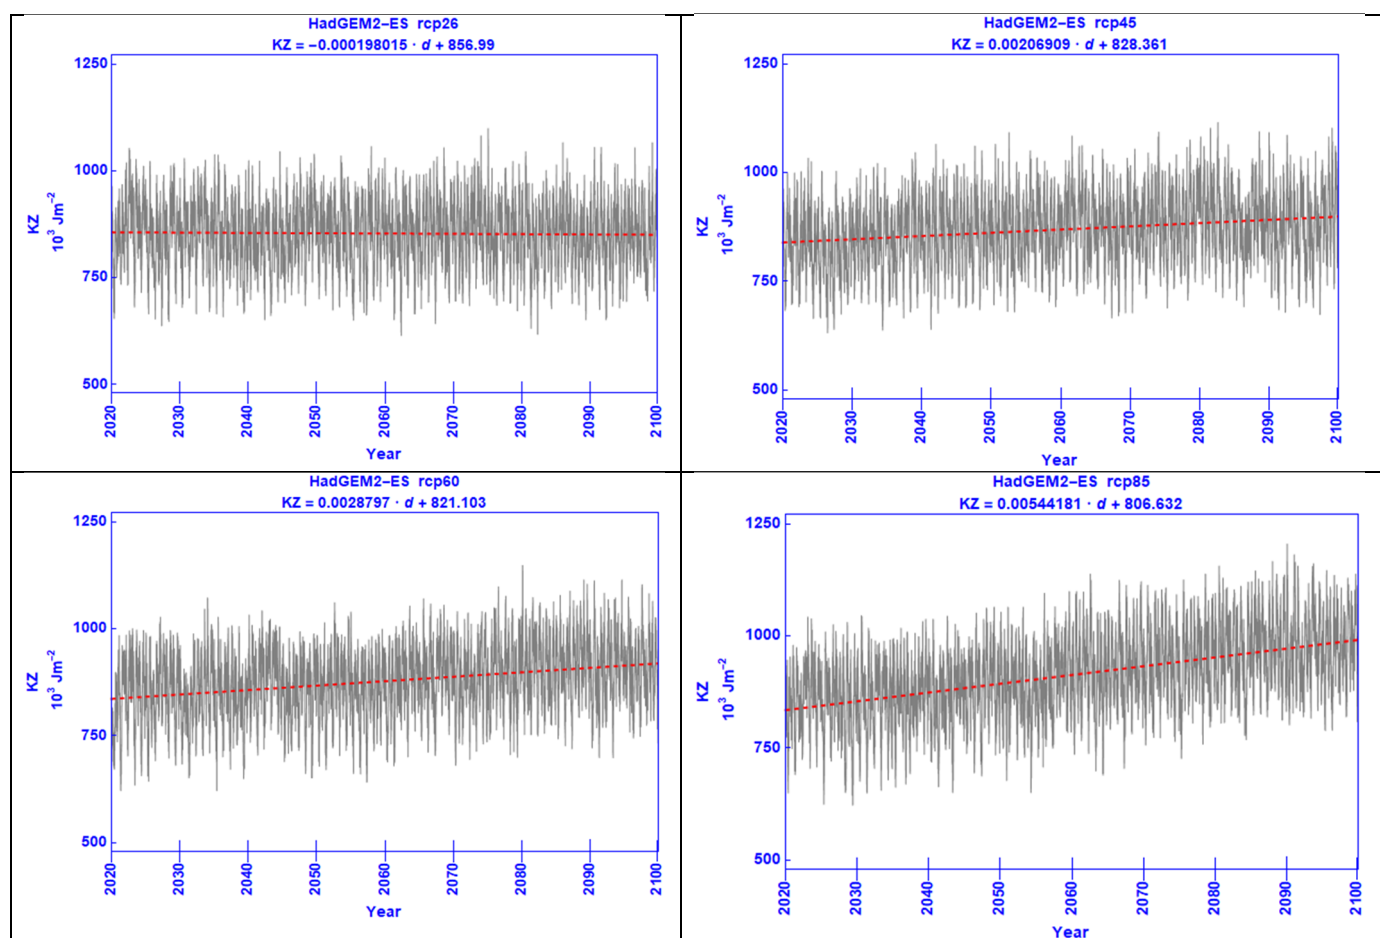 HadGEM2−ES rcp26
KZ = −0.000198015 · d + 856.99
1250
1000
750
500
KZ
10³ Jm⁻²
2020 2030 2040 2050 2060 2070 2080 2090 2100
Year
HadGEM2−ES rcp45
KZ = 0.00206909 · d + 828.361
1250
1000
750
500
KZ
10³ Jm⁻²
2020 2030 2040 2050 2060 2070 2080 2090 2100
Year
HadGEM2−ES rcp60
KZ = 0.0028797 · d + 821.103
1250
1000
750
500
KZ
10³ Jm⁻²
2020 2030 2040 2050 2060 2070 2080 2090 2100
Year
HadGEM2−ES rcp85
KZ = 0.00544181 · d + 806.632
1250
1000
750
500
KZ
10³ Jm⁻²
2020 2030 2040 2050 2060 2070 2080 2090 2100
Year